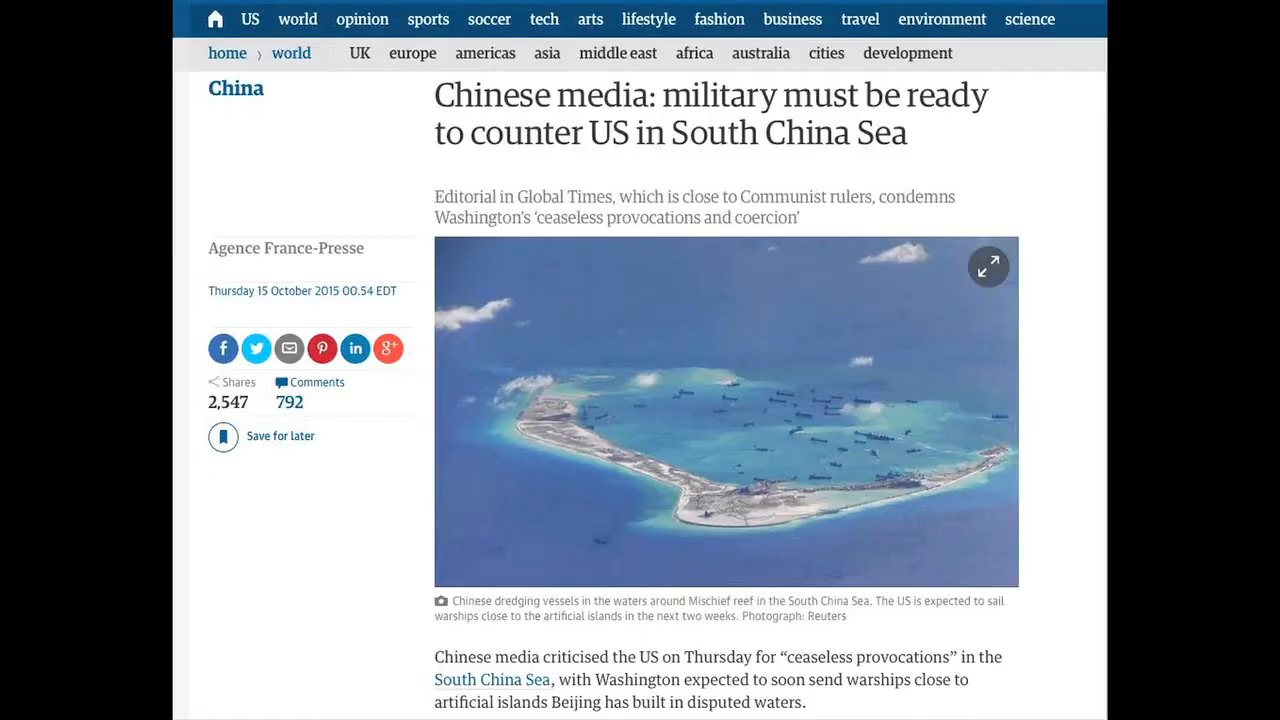 US world opinion sports soccer tech arts lifestyle fashion business travel environment science
home › world UK europe americas asia middle east africa australia cities development
China
Chinese media: military must be ready
to counter US in South China Sea
Editorial in Global Times, which is close to Communist rulers, condemns
Washington's ‘ceaseless provocations and coercion’
Agence France-Presse
Thursday 15 October 2015 00.54 EDT
Shares Comments
2,547 792
Save for later
Chinese dredging vessels in the waters around Mischief reef in the South China Sea. The US is expected to sail
warships close to the artificial islands in the next two weeks. Photograph: Reuters
Chinese media criticised the US on Thursday for “ceaseless provocations” in the
South China Sea, with Washington expected to soon send warships close to
artificial islands Beijing has built in disputed waters.